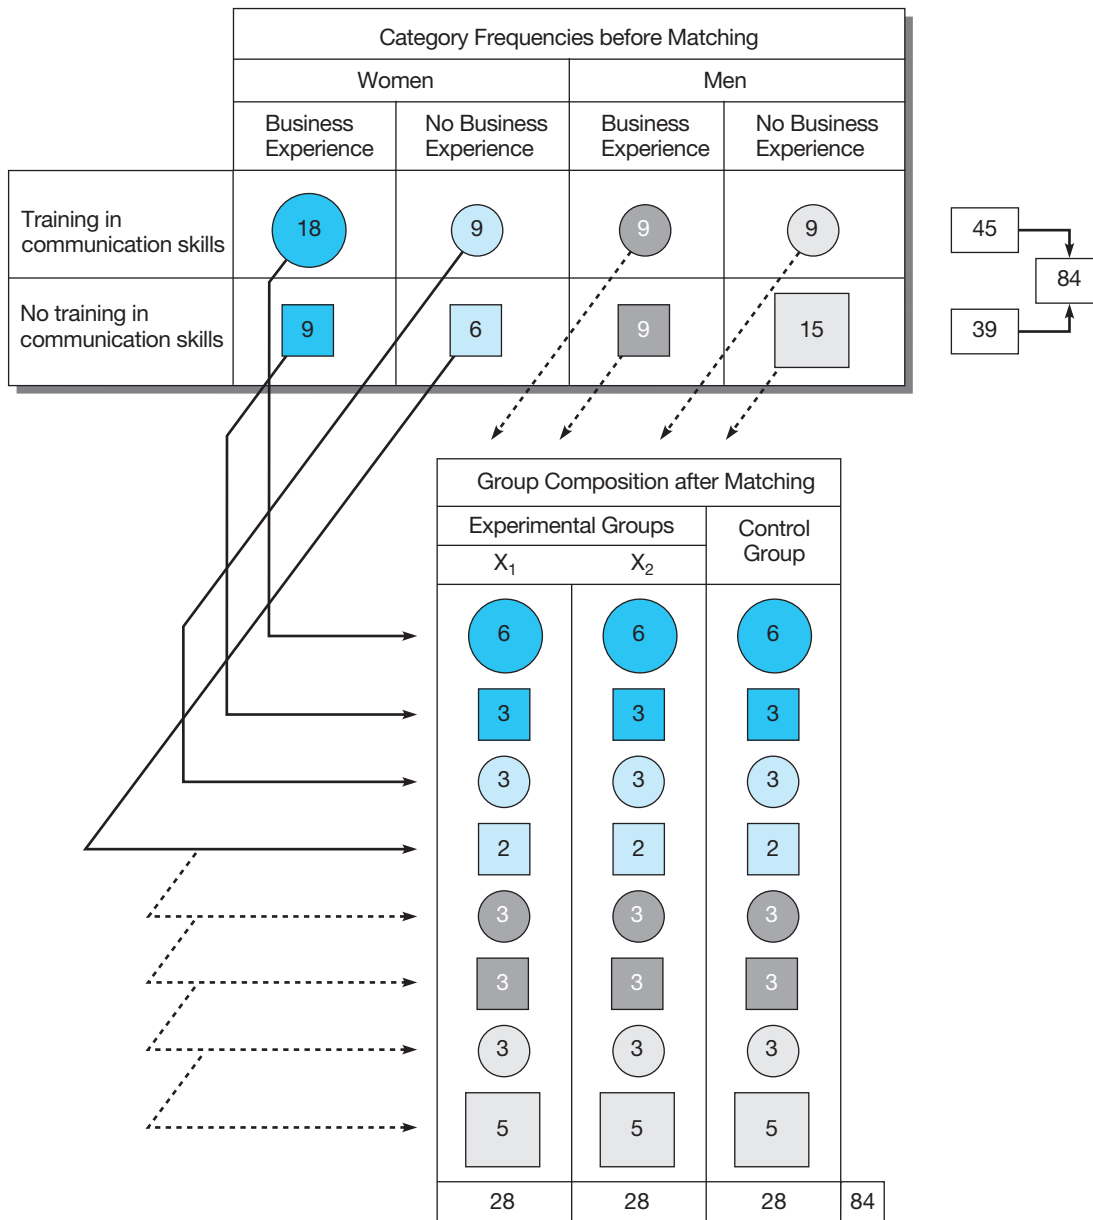 Category Frequencies before Matching
Women
Men
Business
Experience
No Business
Experience
Business
Experience
No Business
Experience
Training in
communication skills
18
9
9
9
45
84
No training in
communication skills
9
6
9
15
39
Group Composition after Matching
Experimental Groups
Control
Group
X1
X2
6
6
6
3
3
3
3
3
3
2
2
2
3
3
3
3
3
3
3
3
3
5
5
5
28
28
28
84